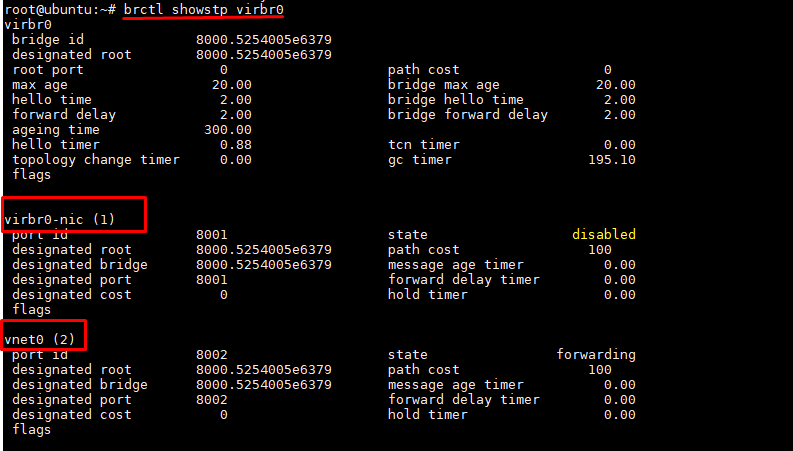 root@ubuntu:~# brctl showstp virbr0
virbr0
 bridge id              8000.5254005e6379
 designated root        8000.5254005e6379
 root port                 0                    path cost                  0
 max age                  20.00                 bridge max age            20.00
 hello time                2.00                 bridge hello time          2.00
 forward delay             2.00                 bridge forward delay       2.00
 ageing time             300.00
 hello timer               0.88                 tcn timer                  0.00
 topology change timer     0.00                 gc timer                 195.10
 flags
virbr0-nic (1)
 port id                8001                    state                  disabled
 designated root        8000.5254005e6379       path cost                100
 designated bridge      8000.5254005e6379       message age timer          0.00
 designated port        8001                    forward delay timer        0.00
 designated cost           0                    hold timer                 0.00
 flags
vnet0 (2)
 port id                8002                    state                forwarding
 designated root        8000.5254005e6379       path cost                100
 designated bridge      8000.5254005e6379       message age timer          0.00
 designated port        8002                    forward delay timer        0.00
 designated cost           0                    hold timer                 0.00
 flags